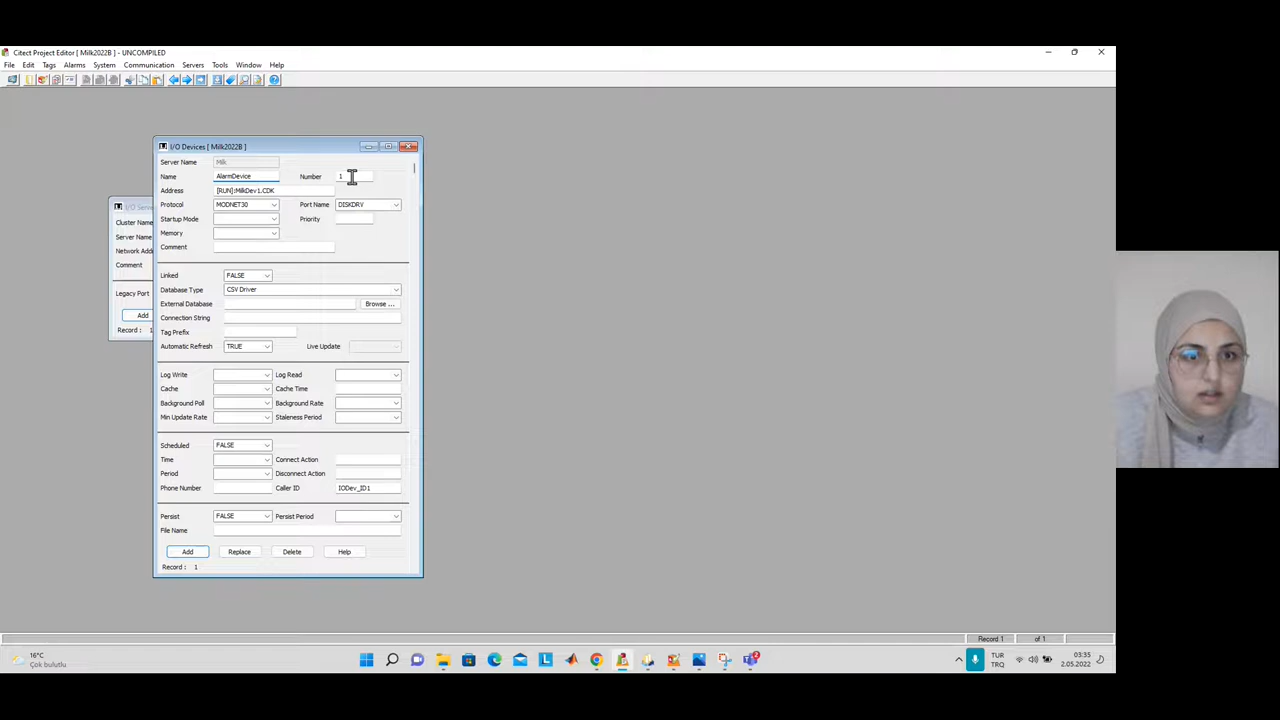 Citect Project Editor [ Milk2022B ] - UNCOMPILED
File Edit Tags Alarms System Communication Servers Tools Window Help
I/O Devices [ Milk2022B ]
Server Name Milk
Name AlarmDevice Number 1
Address [RUN]:MilkDev1.CDK
Protocol MODNET30 Port Name DISKDRV
Startup Mode Priority
Memory
Comment
Linked FALSE
Database Type CSV Driver
External Database Browse ...
Connection String
Tag Prefix
Automatic Refresh TRUE Live Update
Log Write Log Read
Cache Cache Time
Background Poll Background Rate
Min Update Rate Staleness Period
Scheduled FALSE
Time Connect Action
Period Disconnect Action
Phone Number Caller ID IODev_ID1
Persist FALSE Persist Period
File Name
Add Replace Delete Help
Record : 1
I/O Serve
Cluster Name
Server Name
Network Addr
Comment
Legacy Port
Add
Record : 1
Record 1 of 1
16°C
Çok bulutlu
2
TUR
TRQ
03:35
2.05.2022